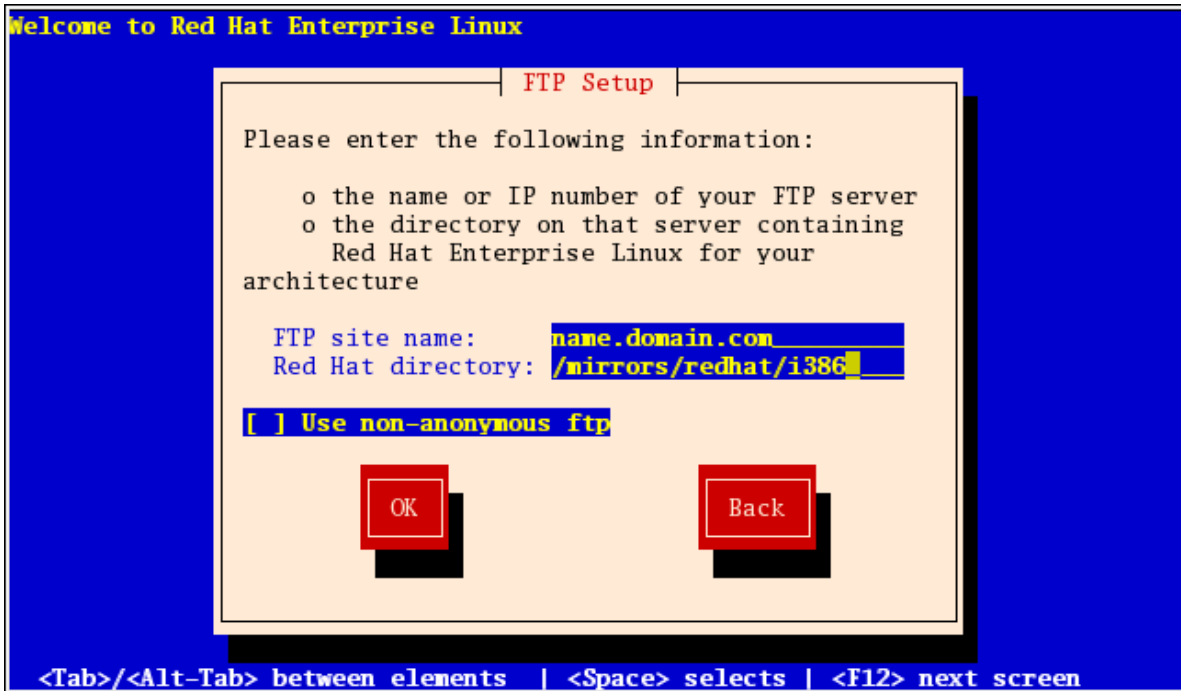 Welcome to Red Hat Enterprise Linux
FTP Setup
Please enter the following information:
o the name or IP number of your FTP server
o the directory on that server containing
Red Hat Enterprise Linux for your
architecture
FTP site name: name.domain.com
Red Hat directory: /mirrors/redhat/i386
[ ] Use non-anonymous ftp
OK Back
<Tab>/<Alt-Tab> between elements | <Space> selects | <F12> next screen